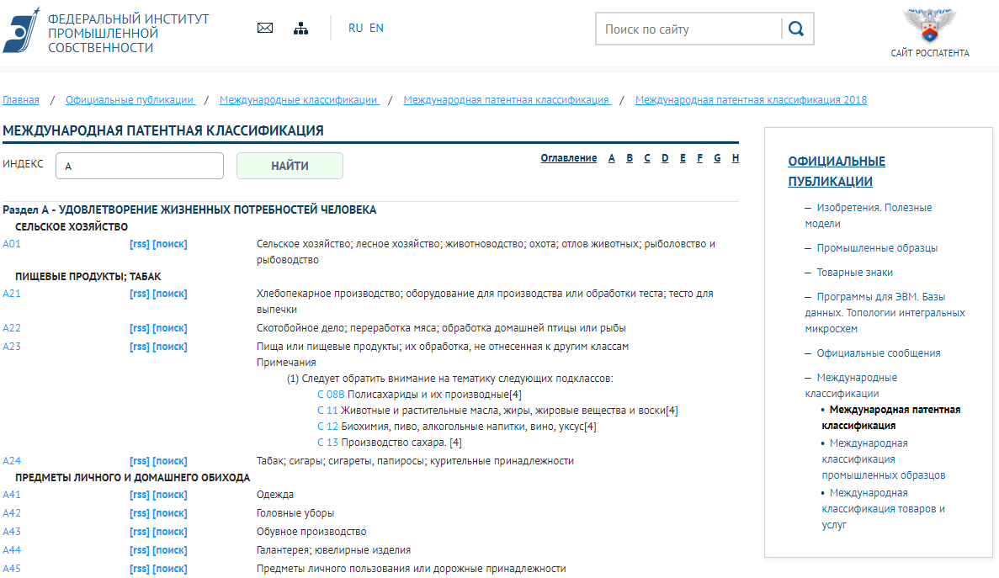 ФЕДЕРАЛЬНЫЙ ИНСТИТУТ
ПРОМЫШЛЕННОЙ
СОБСТВЕННОСТИ
RU EN
Поиск по сайту
САЙТ РОСПАТЕНТА
Главная / Официальные публикации / Международные классификации / Международная патентная классификация / Международная патентная классификация 2018
МЕЖДУНАРОДНАЯ ПАТЕНТНАЯ КЛАССИФИКАЦИЯ
ИНДЕКС A НАЙТИ
Оглавление A B C D E F G H
Раздел A - УДОВЛЕТВОРЕНИЕ ЖИЗНЕННЫХ ПОТРЕБНОСТЕЙ ЧЕЛОВЕКА
СЕЛЬСКОЕ ХОЗЯЙСТВО
A01 [rss] [поиск] Сельское хозяйство; лесное хозяйство; животноводство; охота; отлов животных; рыболовство и
рыбоводство
ПИЩЕВЫЕ ПРОДУКТЫ; ТАБАК
A21 [rss] [поиск] Хлебопекарное производство; оборудование для производства или обработки теста; тесто для
выпечки
A22 [rss] [поиск] Скотобойное дело; переработка мяса; обработка домашней птицы или рыбы
A23 [rss] [поиск] Пища или пищевые продукты; их обработка, не отнесенная к другим классам
Примечания
(1) Следует обратить внимание на тематику следующих подклассов:
C 08B Полисахариды и их производные[4]
C 11 Животные и растительные масла, жиры, жировые вещества и воски[4]
C 12 Биохимия, пиво, алкогольные напитки, вино, уксус[4]
C 13 Производство сахара. [4]
A24 [rss] [поиск] Табак; сигары; сигареты, папиросы; курительные принадлежности
ПРЕДМЕТЫ ЛИЧНОГО И ДОМАШНЕГО ОБИХОДА
A41 [rss] [поиск] Одежда
A42 [rss] [поиск] Головные уборы
A43 [rss] [поиск] Обувное производство
A44 [rss] [поиск] Галантерея; ювелирные изделия
A45 [rss] [поиск] Предметы личного пользования или дорожные принадлежности
ОФИЦИАЛЬНЫЕ
ПУБЛИКАЦИИ
– Изобретения. Полезные
модели
– Промышленные образцы
– Товарные знаки
– Программы для ЭВМ. Базы
данных. Топологии интегральных
микросхем
– Официальные сообщения
– Международные
классификации
• Международная патентная
классификация
• Международная
классификация
промышленных образцов
• Международная
классификация товаров и
услуг